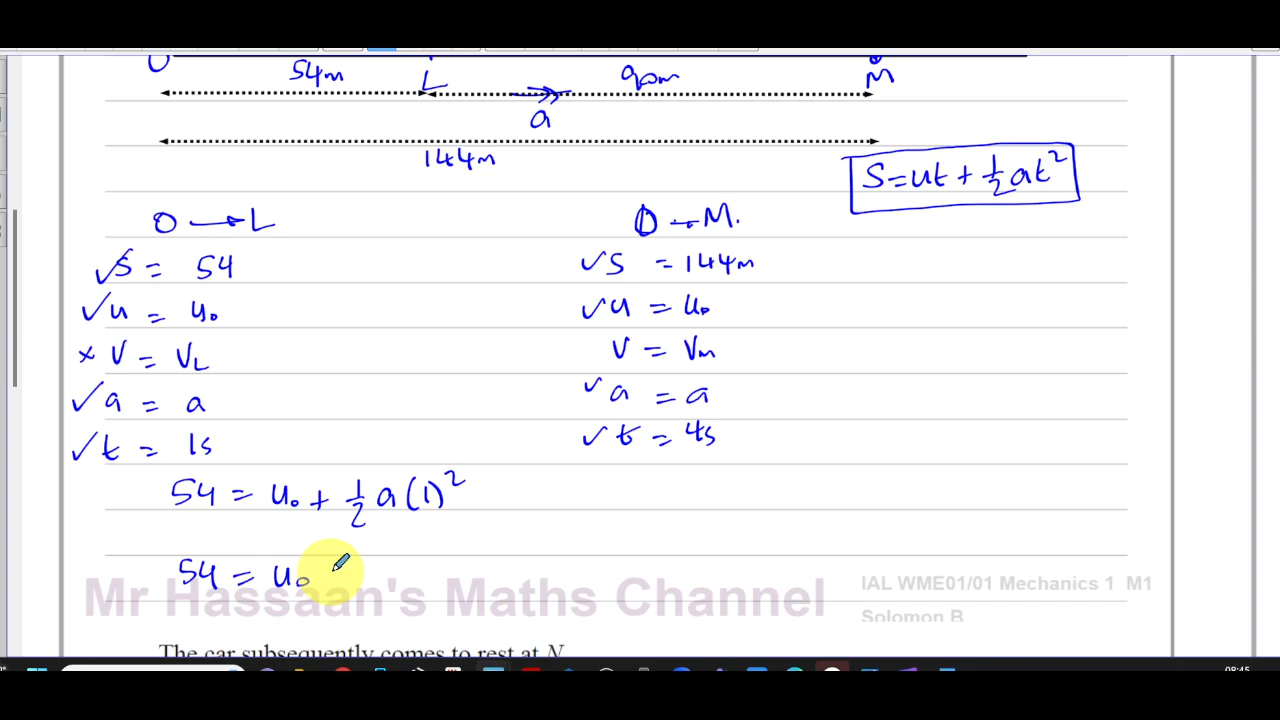 O
54m L 90m M
a
144m
S=ut + ½at²
O → L
O → M.
✓S = 54
✓S = 144m
✓u = u₀
✓u = u₀
× V = V_L
V = V_m
✓a = a
✓a = a
✓t = 1s
✓t = 4s
54 = u₀ + ½a(1)²
54 = u₀
Mr Hassaan's Maths Channel
IAL WME01/01 Mechanics 1 M1
Solomon B
The car subsequently comes to rest at N
08:45